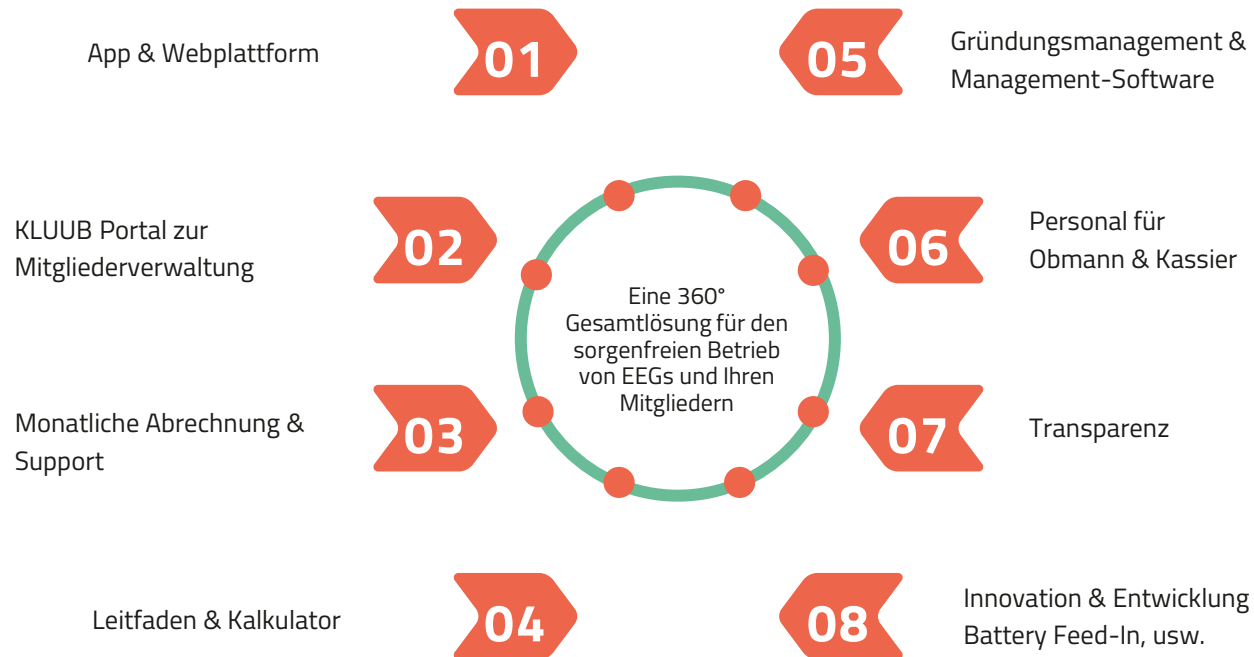 App & Webplattform
01
KLUUB Portal zur
Mitgliederverwaltung
02
Monatliche Abrechnung &
Support
03
Leitfaden & Kalkulator
04
Eine 360°
Gesamtlösung für den
sorgenfreien Betrieb
von EEGs und Ihren
Mitgliedern
05
Gründungsmanagement &
Management-Software
06
Personal für
Obmann & Kassier
07
Transparenz
08
Innovation & Entwicklung
Battery Feed-In, usw.